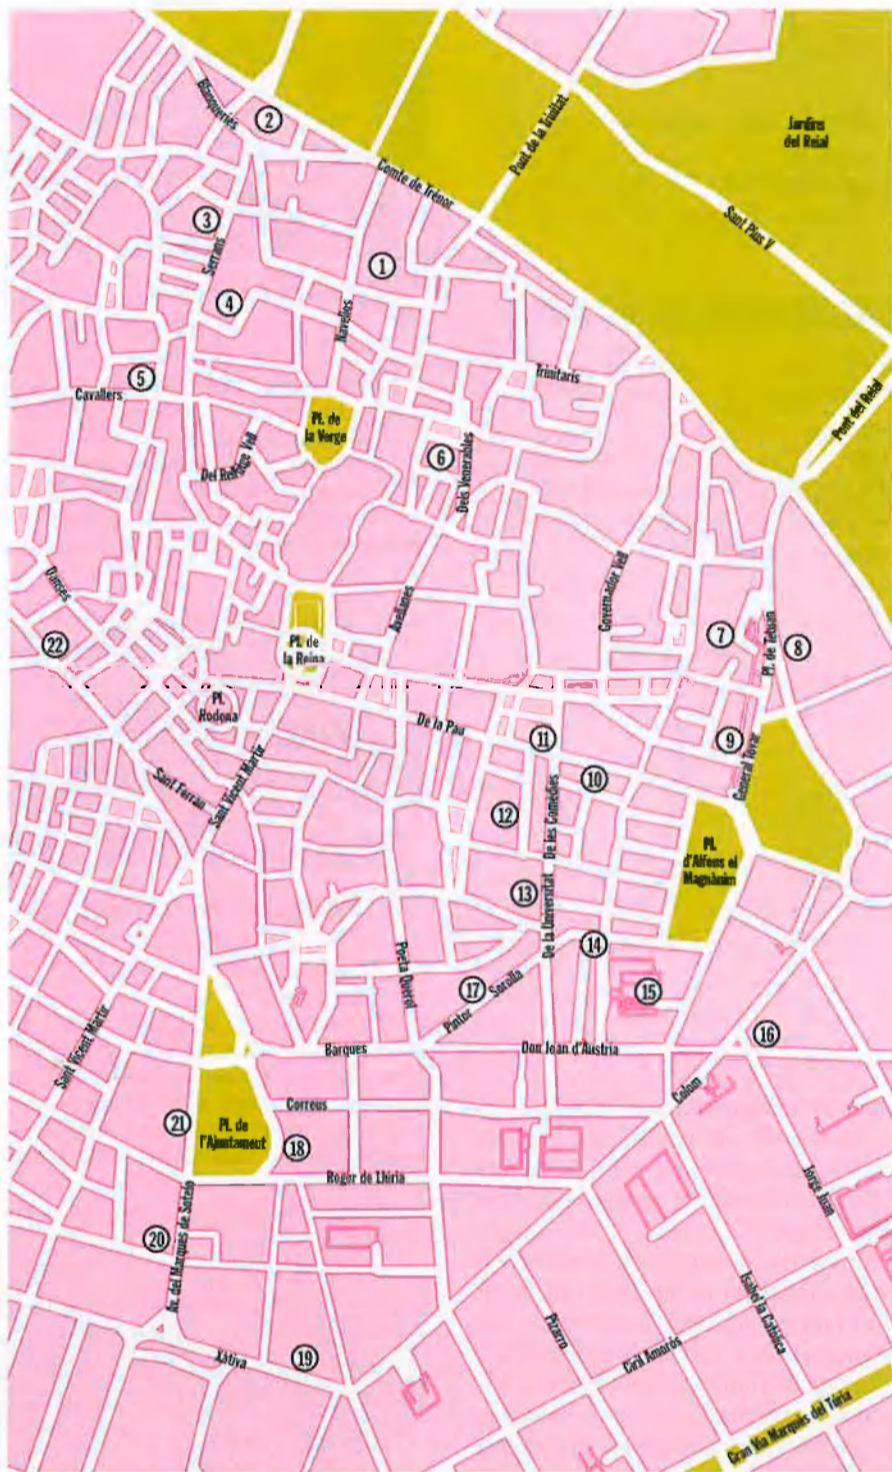 Blanqueries
2
Comte de Trénor
Pont de la Trinitat
Jardins
del Reial
Sant Pius V
3
Serrans
1
4
Navellos
Trinitaris
5
Cavallers
Pl. de
la Verge
Pont del Reial
6
Dels Venerables
Del Rellotge Vell
Danses
Avellanes
Governador Vell
22
Pl. de
la Reina
7
Pl. de Tetuan
8
Pl.
Rodona
De la Pau
11
9
General Tovar
Sant Ferran
Sant Vicent Martir
10
12
De les Comedies
Pl.
d'Alfons el
Magnànim
13
De la Universitat
14
Poeta Querol
17
Pintor Sorolla
15
Sant Vicent Martir
Barques
Don Joan d'Austria
16
Colom
Correus
21
Pl. de
l'Ajuntament
18
Roger de Llúria
Jorge Juan
20
Av. del Marques de Sotelo
Isabel la Catòlica
Pizarro
Xàtiva
19
Ciril Amorós
Gran Via Marqués del Túria